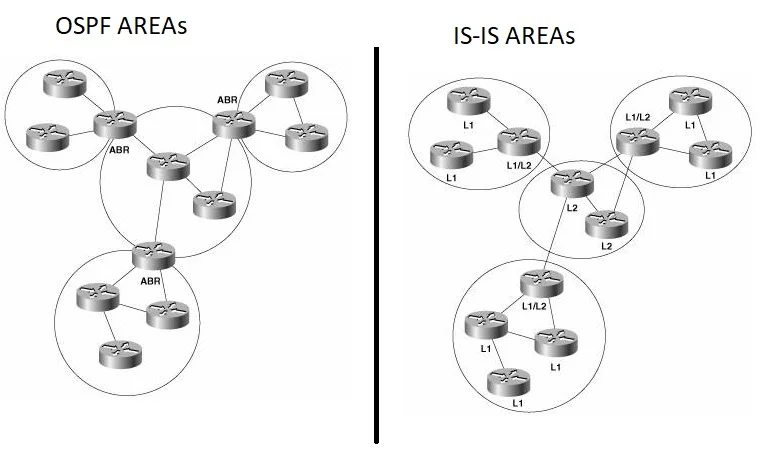 OSPF AREAs
ABR
ABR
ABR
IS-IS AREAs
L1
L1/L2
L1
L1/L2
L1
L1
L2
L2
L1/L2
L1
L1
L1